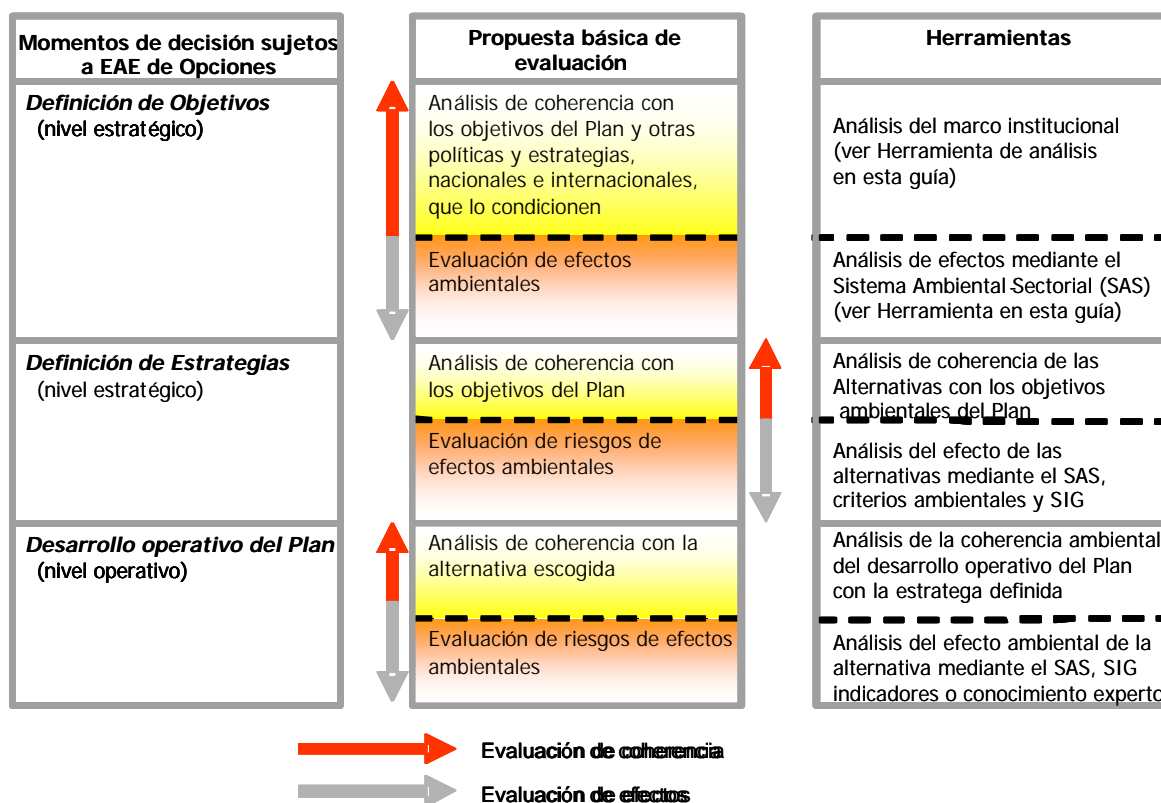 Momentos de decisión sujetos
a EAE de Opciones
Definición de Objetivos
(nivel estratégico)
Definición de Estrategias
(nivel estratégico)
Desarrollo operativo del Plan
(nivel operativo)
Propuesta básica de
evaluación
Análisis de coherencia con
los objetivos del Plan y otras
políticas y estrategias,
nacionales e internacionales,
que lo condicionen
Evaluación de efectos
ambientales
Análisis de coherencia con
los objetivos del Plan
Evaluación de riesgos de
efectos ambientales
Análisis de coherencia con la
alternativa escogida
Evaluación de riesgos de efectos
ambientales
Herramientas
Análisis del marco institucional
(ver Herramienta de análisis
en esta guía)
Análisis de efectos mediante el
Sistema Ambiental-Sectorial (SAS)
(ver Herramienta en esta guía)
Análisis de coherencia de las
Alternativas con los objetivos
ambientales del Plan
Análisis del efecto de las
alternativas mediante el SAS,
criterios ambientales y SIG
Análisis de la coherencia ambiental
del desarrollo operativo del Plan
con la estratega definida
Análisis del efecto ambiental de la
alternativa mediante el SAS, SIG
indicadores o conocimiento experto
Evaluación de coherencia
Evaluación de efectos